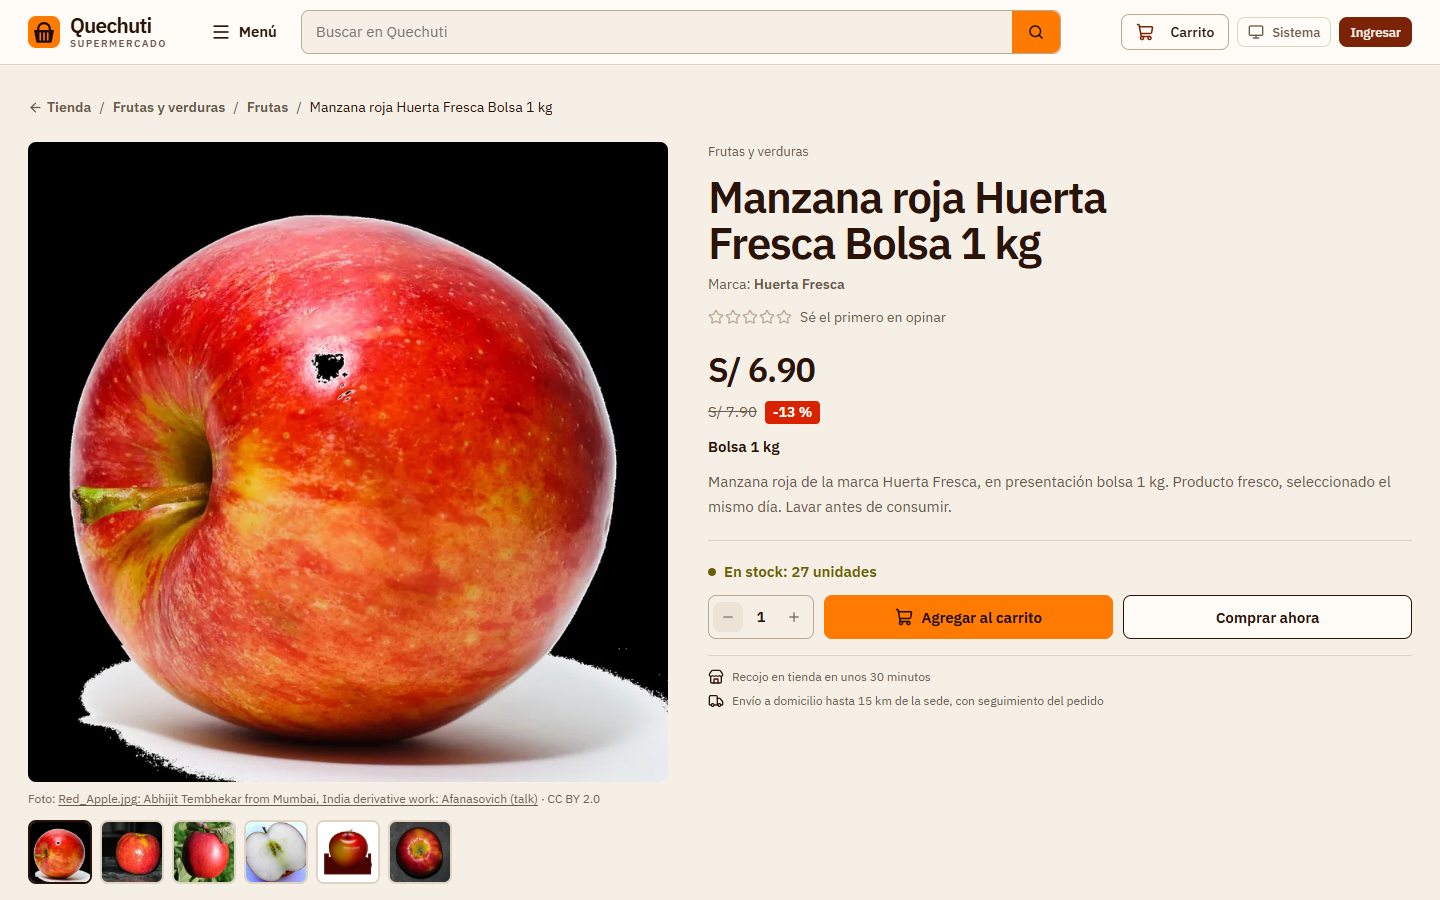 Quechuti
SUPERMERCADO
Menú
Buscar en Quechuti
Carrito
Sistema
Ingresar
Tienda / Frutas y verduras / Frutas / Manzana roja Huerta Fresca Bolsa 1 kg
Frutas y verduras
Manzana roja Huerta
Fresca Bolsa 1 kg
Marca: Huerta Fresca
Sé el primero en opinar
S/ 6.90
S/ 7.90 -13 %
Bolsa 1 kg
Manzana roja de la marca Huerta Fresca, en presentación bolsa 1 kg. Producto fresco, seleccionado el
mismo día. Lavar antes de consumir.
En stock: 27 unidades
− 1 +
Agregar al carrito
Comprar ahora
Recojo en tienda en unos 30 minutos
Envío a domicilio hasta 15 km de la sede, con seguimiento del pedido
Foto: Red_Apple.jpg: Abhijit Tembhekar from Mumbai, India derivative work: Afanasovich (talk) · CC BY 2.0